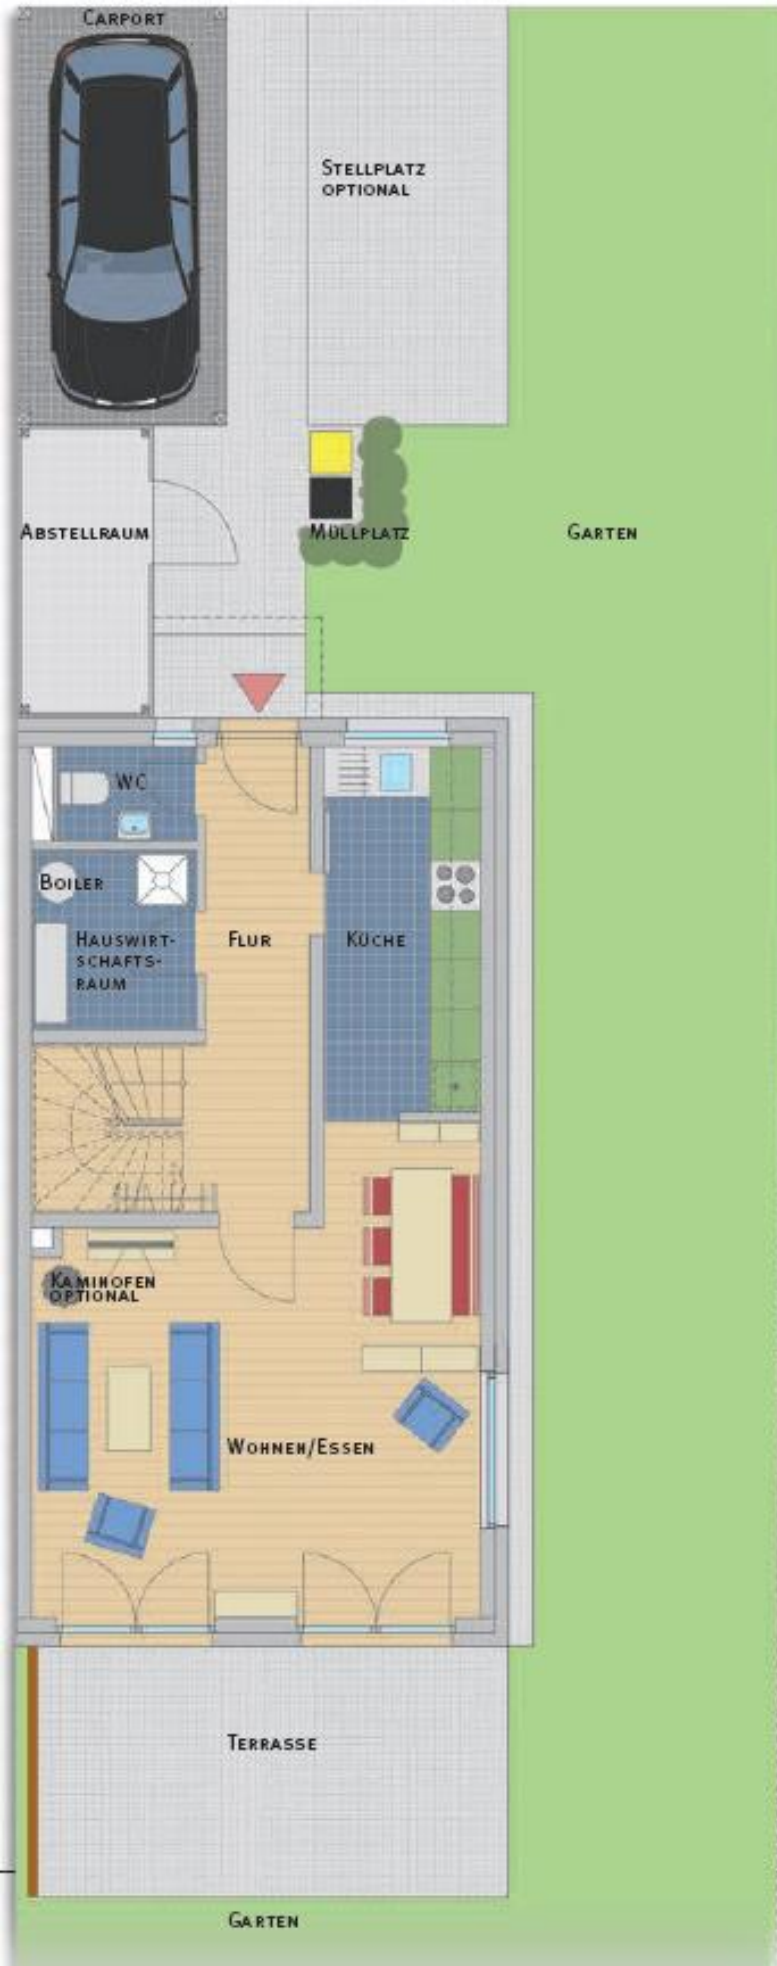 CARPORT
STELLPLATZ
OPTIONAL
ABSTELLRAUM
MÜLLPLATZ
GARTEN
WC
BOILER
HAUSWIRT-
SCHAFTS-
RAUM
FLUR
KÜCHE
KAMINOFEN
OPTIONAL
WOHNEN/ESSEN
TERRASSE
GARTEN